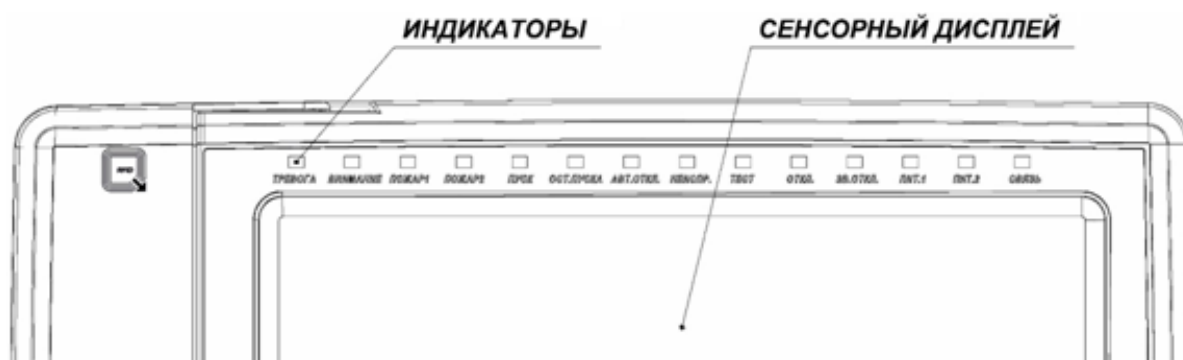 ИНДИКАТОРЫ СЕНСОРНЫЙ ДИСПЛЕЙ
ТРЕВОГА ВНИМАНИЕ ПОЖАР1 ПОЖАР2 ПУСК ОСТ.ПУСКА АВТ.ОТКЛ. НЕИСПР. ТЕСТ ОТКЛ. ЗВ.ОТКЛ. ПИТ.1 ПИТ.2 СВЯЗЬ